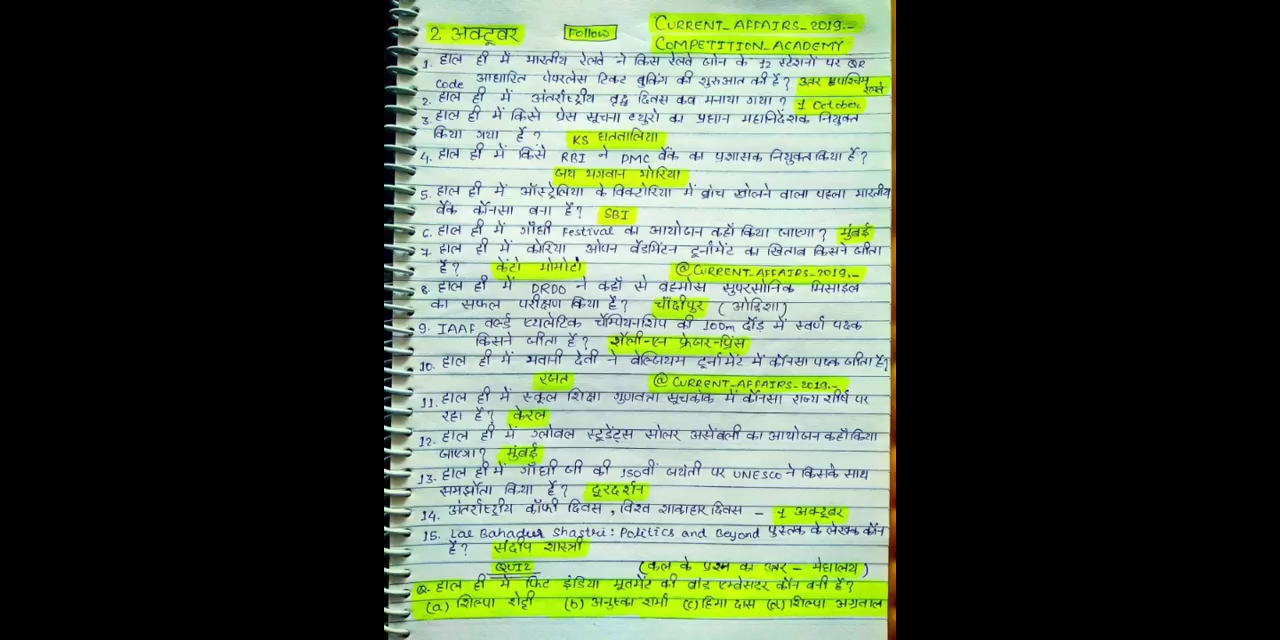 2 अक्टूबर
Follow
CURRENT_AFFAIRS_2019.-
COMPETITION_ACADEMY
1. हाल ही में भारतीय रेलवे ने किस रेलवे जोन के 12 स्टेशनों पर QR
Code आधारित पेपरलेस टिकट बुकिंग की शुरुआत की है? उत्तर पश्चिम रेलवे
2. हाल ही में अंतर्राष्ट्रीय वृद्ध दिवस कब मनाया गया? 1 October
3. हाल ही में किसे प्रेस सूचना ब्युरो का प्रधान महानिदेशक नियुक्त
किया गया है? KS धतवालिया
4. हाल ही में किसे RBI ने PMC बैंक का प्रशासक नियुक्त किया है?
जय भगवान भोरिया
5. हाल ही में ऑस्ट्रेलिया के विक्टोरिया में ब्रांच खोलने वाला पहला भारतीय
बैंक कौनसा बना है? SBI
6. हाल ही में गाँधी Festival का आयोजन कहाँ किया जाएगा? मुंबई
7. हाल ही में कोरिया ओपन बैडमिंटन टूर्नामेंट का खिताब किसने जीता
है? केंटो मोमोटो
@CURRENT_AFFAIRS_2019.-
8. हाल ही में DRDO ने कहाँ से ब्रह्मोस सुपरसोनिक मिसाइल
का सफल परीक्षण किया है? चाँदीपुर (ओडिशा)
9. IAAF वर्ल्ड एथलेटिक चैम्पियनशिप की 100m दौड़ में स्वर्ण पदक
किसने जीता है? शैली-एन फ्रेजर-प्रिंस
10. हाल ही में भवानी देवी ने बेल्जियम टूर्नामेंट में कौनसा पदक जीता है?
रजत @CURRENT_AFFAIRS_2019.-
11. हाल ही में स्कूल शिक्षा गुणवता सूचकांक में कौनसा राज्य शीर्ष पर
रहा है? केरल
12. हाल ही में ग्लोबल स्टूडेंट्स सोलर असेंबली का आयोजन कहाँ किया
जाएगा? मुंबई
13. हाल ही में गाँधी जी की 150वीं जयंती पर UNESCO ने किसके साथ
समझौता किया है? दूरदर्शन
14. अंतर्राष्ट्रीय कॉफी दिवस, विश्व शाकाहार दिवस - 1 अक्टूबर
15. Lal Bahadur Shastri: Politics and Beyond पुस्तक के लेखक कौन
है? संदीप शास्त्री
QUIZ (कल के प्रश्न का उत्तर - मेघालय)
Q. हाल ही में फिट इंडिया मूवमेंट की ब्रांड एम्बेसडर कौन बनी है?
(a) शिल्पा शेट्टी (b) अनुस्का शर्मा (c) हिमा दास (d) शिल्पा अग्रवाल